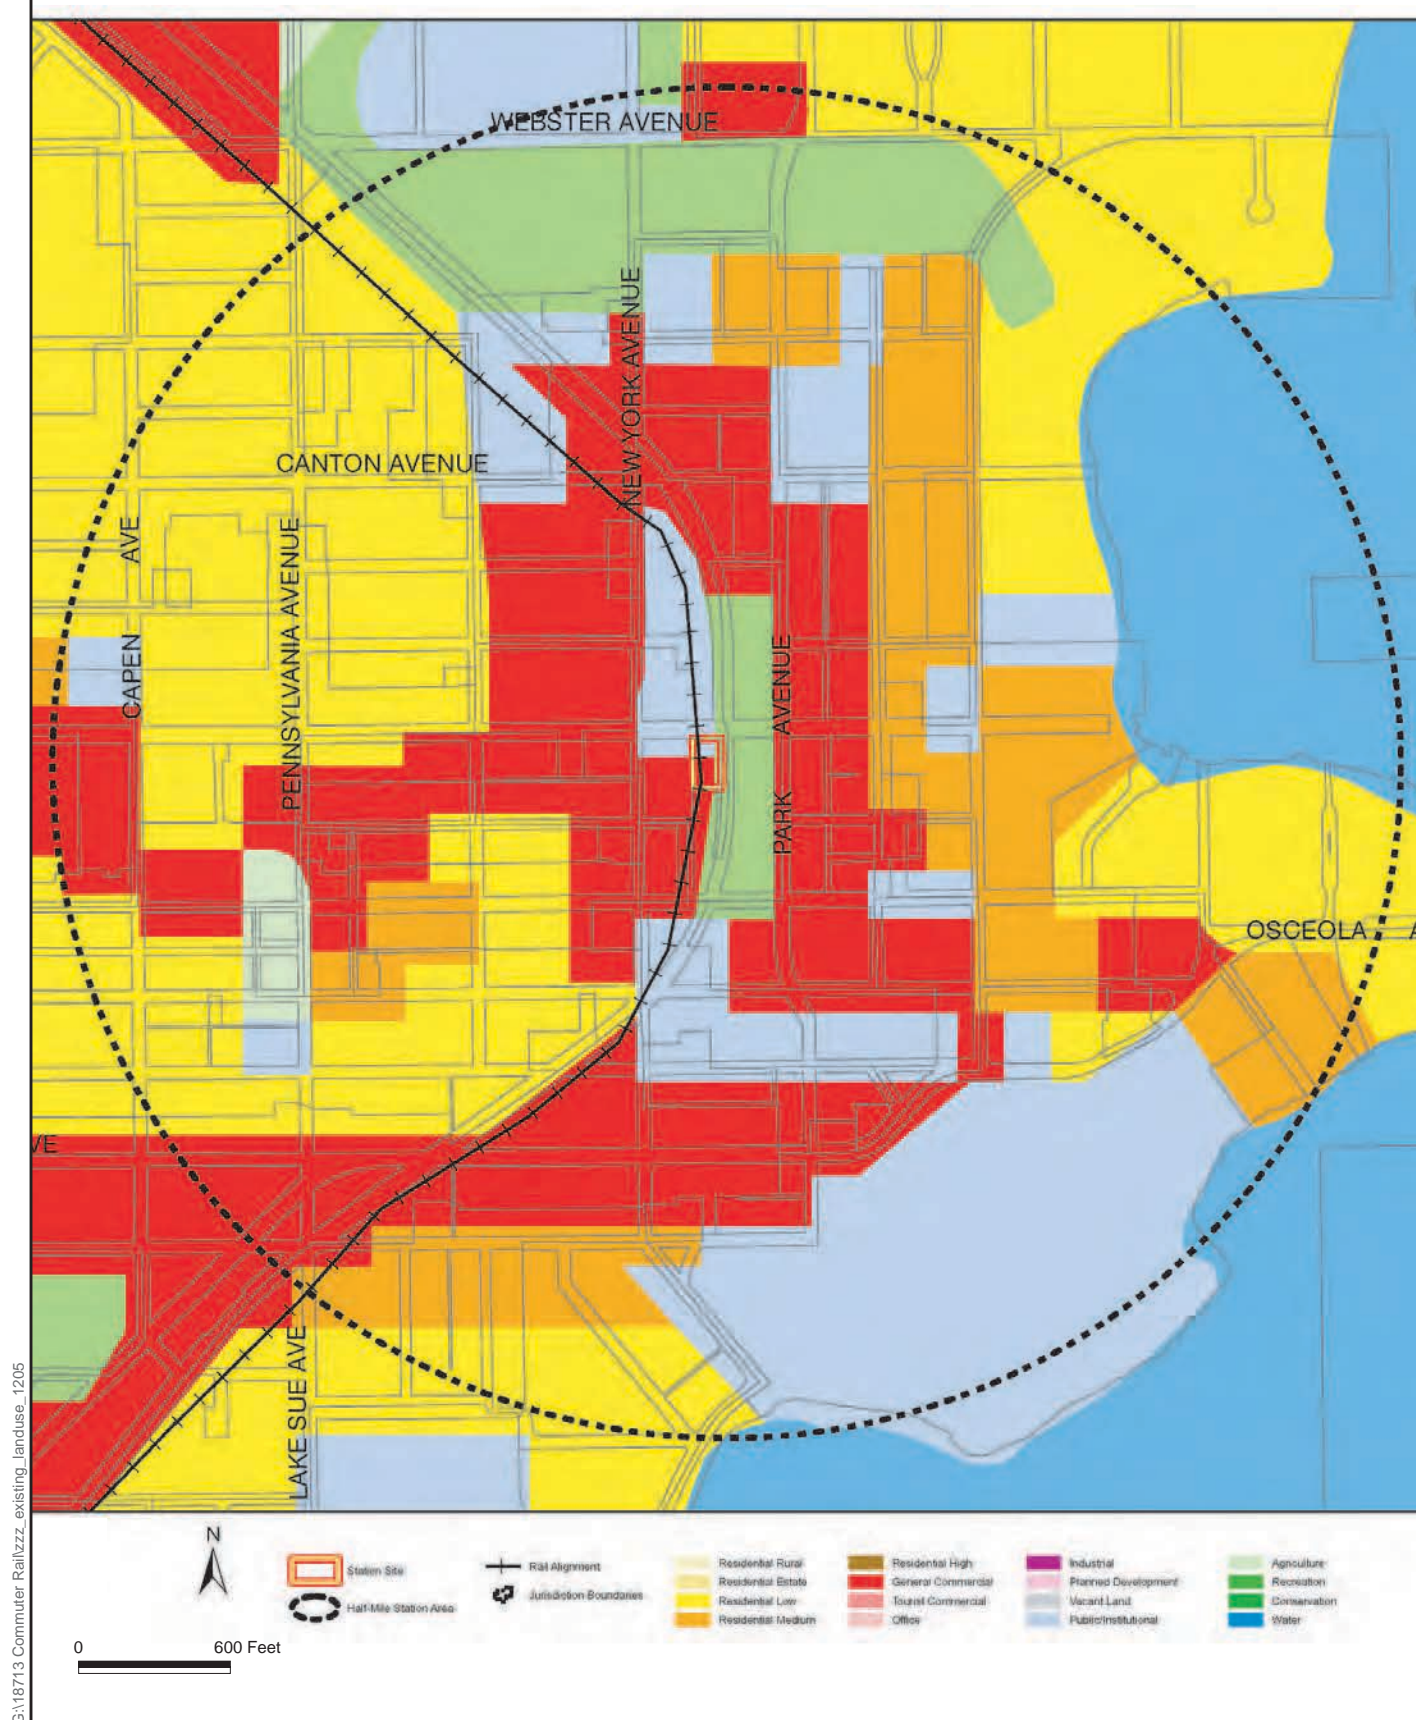 WEBSTER AVENUE
NEW YORK AVENUE
CANTON AVENUE
CAPEN AVE
PENNSYLVANIA AVENUE
PARK AVENUE
OSCEOLA A
VE
LAKE SUE AVE
G:\18713 Commuter Rail\zzz_existing_landuse_1205
N
Station Site
Half-Mile Station Area
Rail Alignment
Jurisdiction Boundaries
Residential Rural
Residential Estate
Residential Low
Residential Medium
Residential High
General Commercial
Tourist Commercial
Office
Industrial
Planned Development
Vacant Land
Public/Institutional
Agriculture
Recreation
Conservation
Water
0 600 Feet